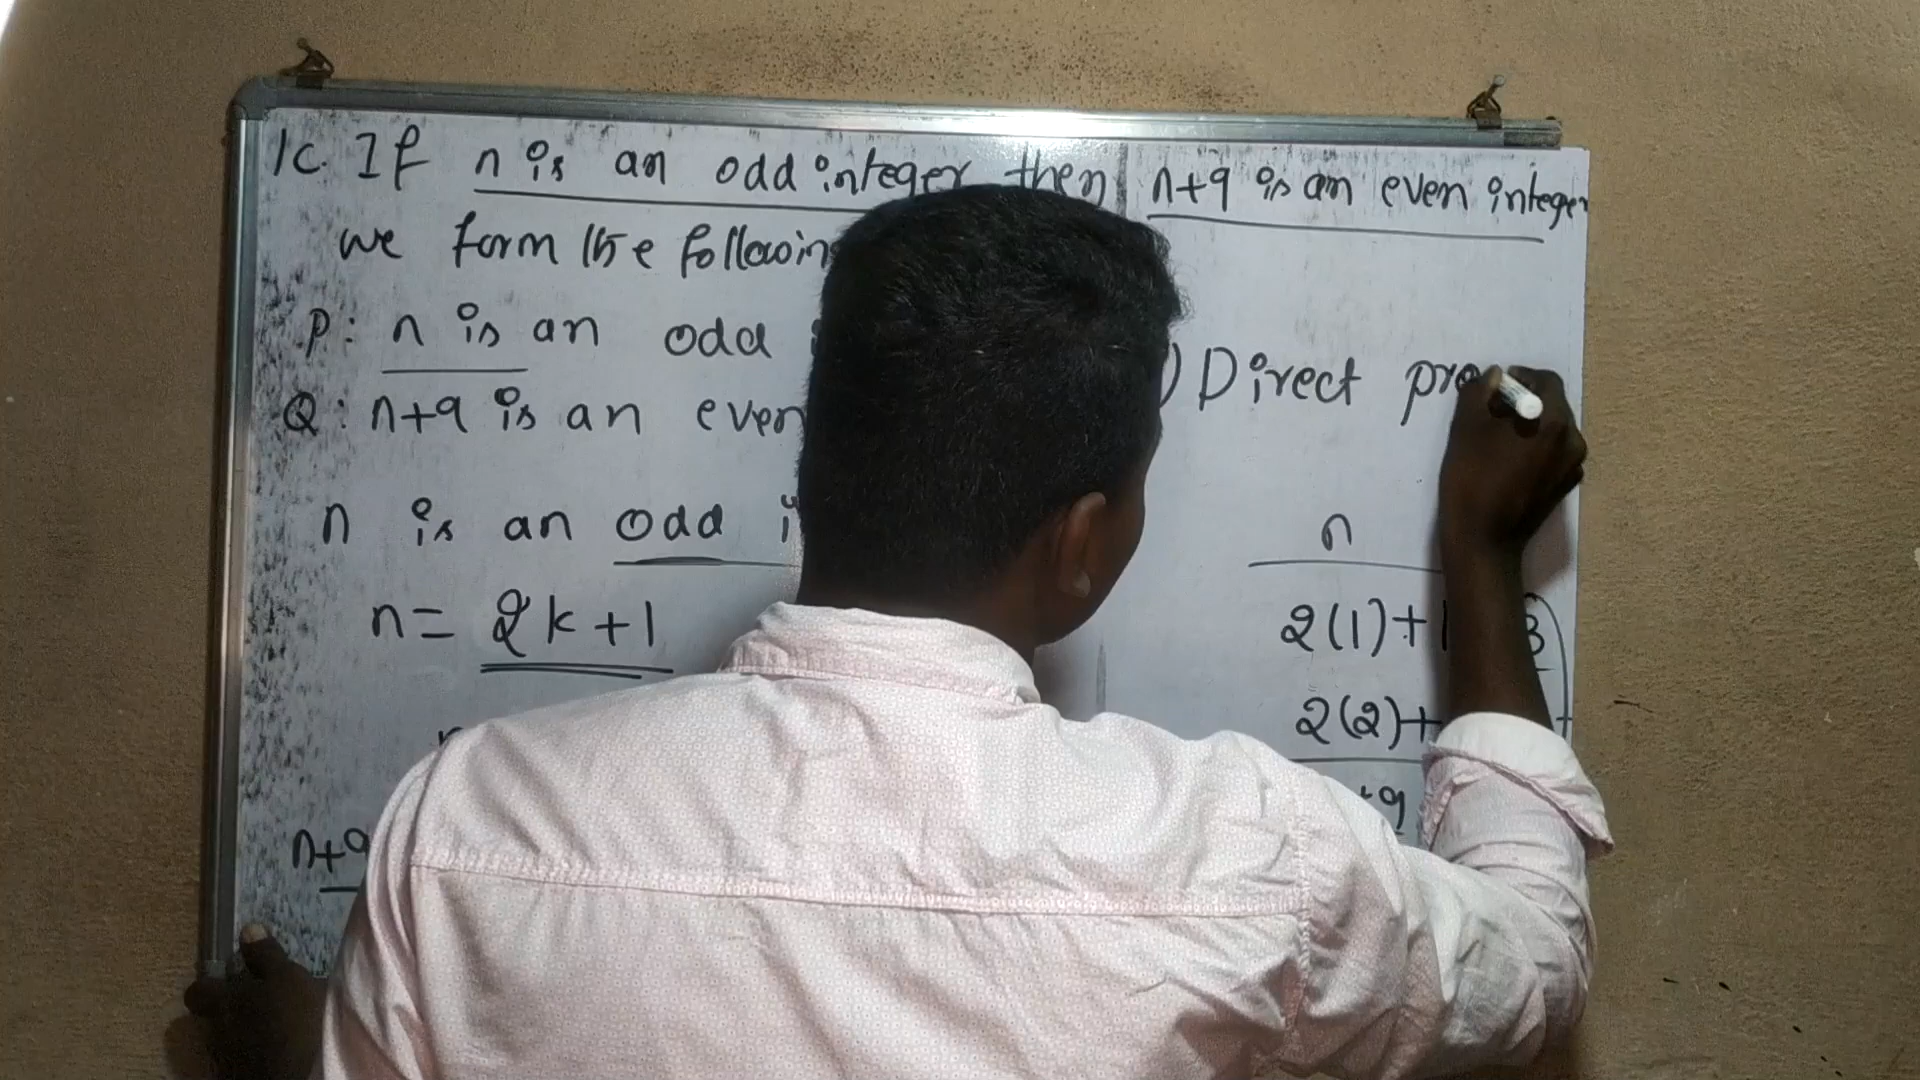 1c. If n is an odd integer then n+9 is an even integer
we form the following
P: n is an odd
Q: n+9 is an even
) Direct pro
n is an odd i
n
n= 2k+1
2(1)+1 3
2(2)+
+9
n+9